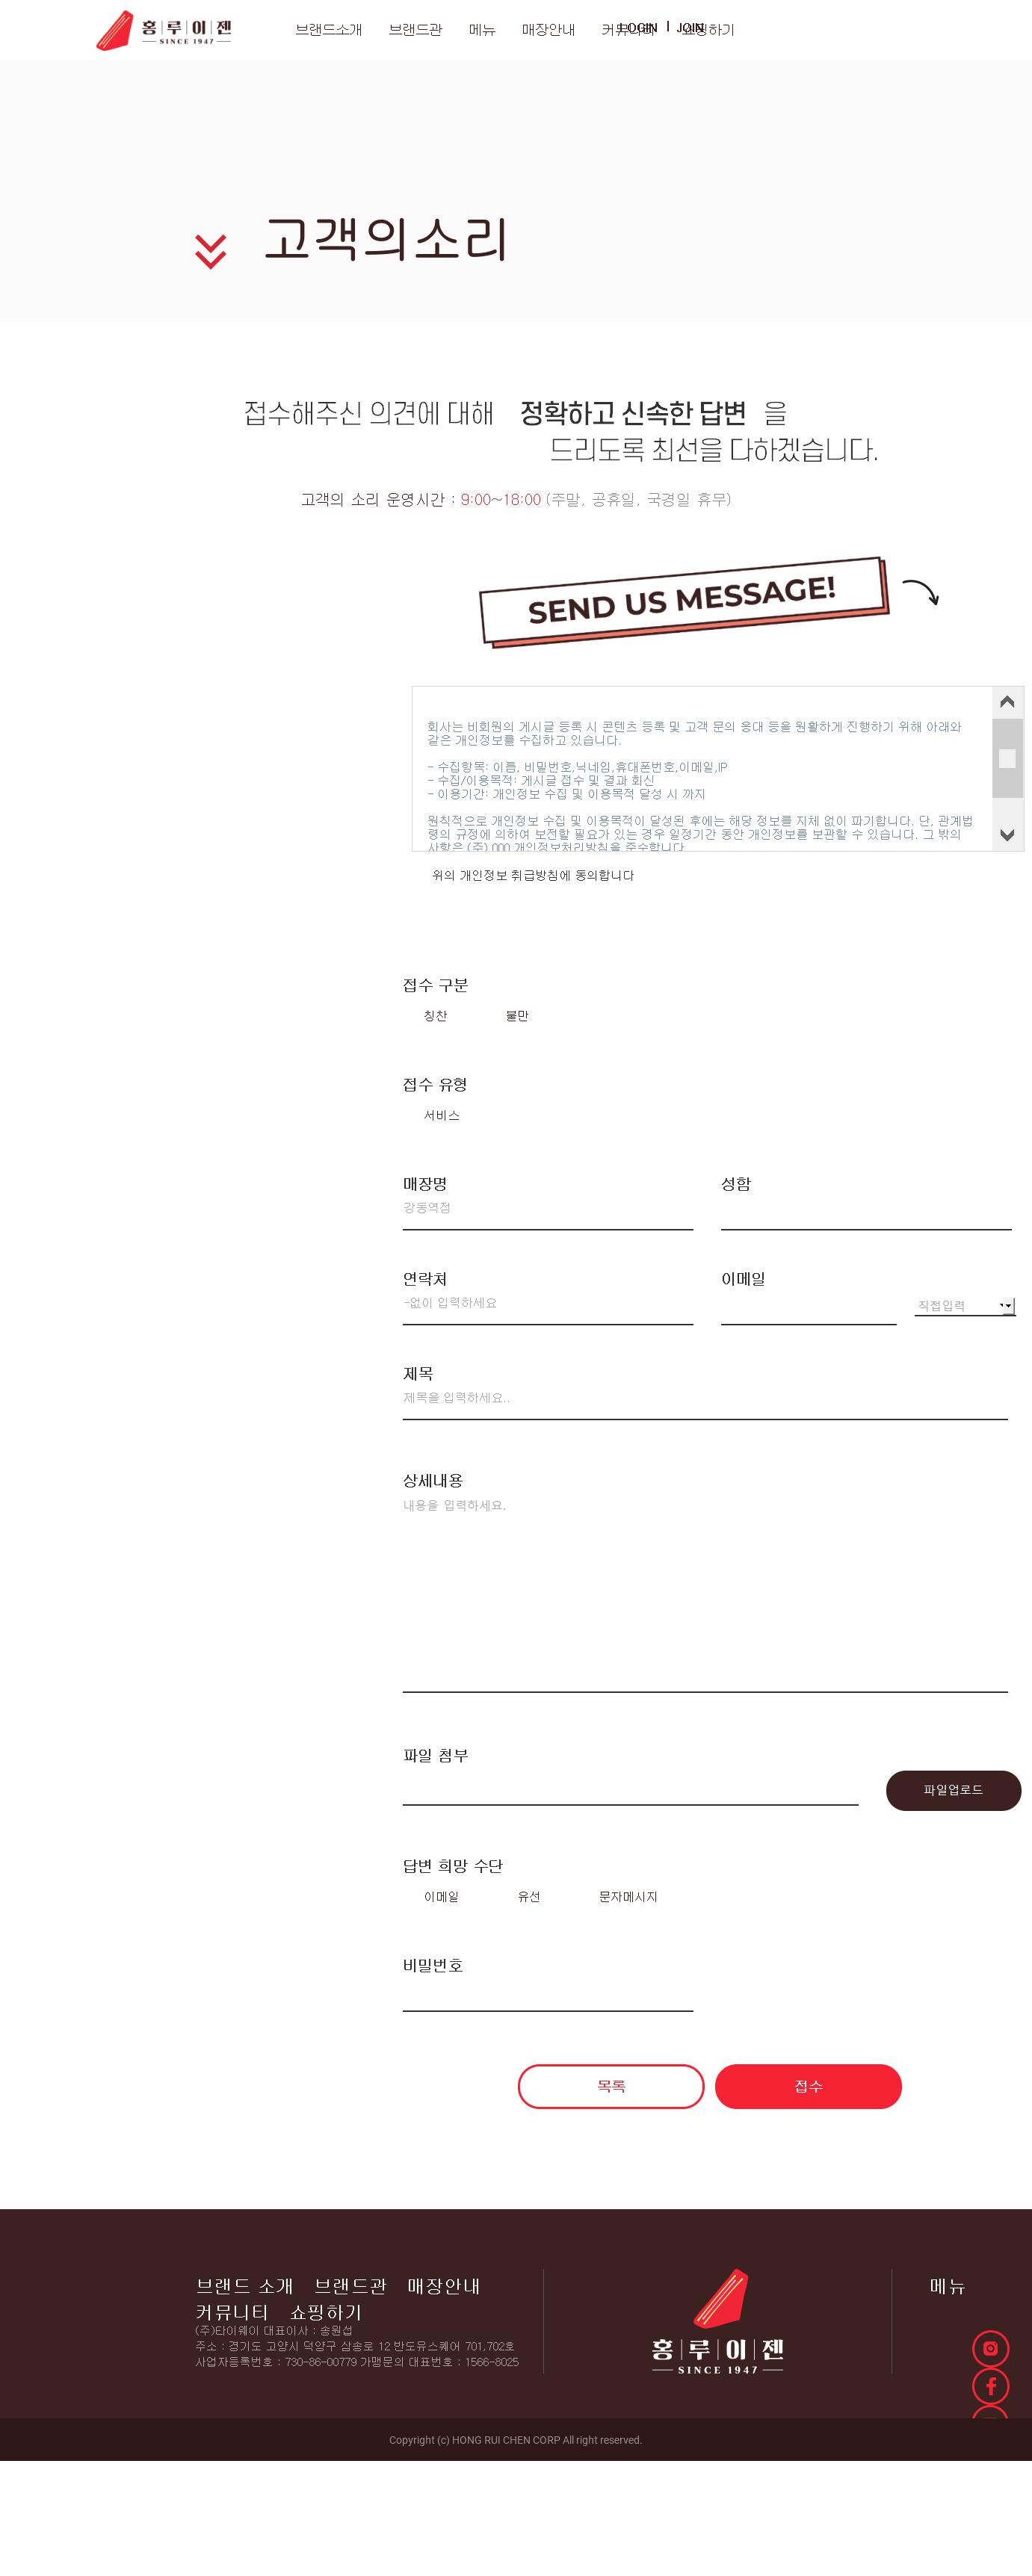 홍루이젠
SINCE 1947
브랜드소개 브랜드관 메뉴 매장안내 커뮤니티 쇼핑하기
LOGIN | JOIN
고객의소리
접수해주신 의견에 대해 정확하고 신속한 답변 을
드리도록 최선을 다하겠습니다.
고객의 소리 운영시간 : 9:00~18:00 (주말, 공휴일, 국경일 휴무)
SEND US MESSAGE!
회사는 비회원의 게시글 등록 시 콘텐츠 등록 및 고객 문의 응대 등을 원활하게 진행하기 위해 아래와
같은 개인정보를 수집하고 있습니다.
- 수집항목: 이름, 비밀번호,닉네임,휴대폰번호,이메일,IP
- 수집/이용목적: 게시글 접수 및 결과 회신
- 이용기간: 개인정보 수집 및 이용목적 달성 시 까지
원칙적으로 개인정보 수집 및 이용목적이 달성된 후에는 해당 정보를 지체 없이 파기합니다. 단, 관계법
령의 규정에 의하여 보전할 필요가 있는 경우 일정기간 동안 개인정보를 보관할 수 있습니다. 그 밖의
사항은 (주) 000 개인정보처리방침을 준수합니다
위의 개인정보 취급방침에 동의합니다
접수 구분
칭찬 불만
접수 유형
서비스
매장명 성함
강동역점
연락처 이메일
-없이 입력하세요 직접입력
제목
제목을 입력하세요..
상세내용
내용을 입력하세요.
파일 첨부
파일업로드
답변 희망 수단
이메일 유선 문자메시지
비밀번호
목록 접수
브랜드 소개 브랜드관 매장안내
커뮤니티 쇼핑하기
(주)타이웨이 대표이사 : 송원섭
주소 : 경기도 고양시 덕양구 삼송로 12 반도유스퀘어 701,702호
사업자등록번호 : 730-86-00779 가맹문의 대표번호 : 1566-8025
홍루이젠
SINCE 1947
메뉴
Copyright (c) HONG RUI CHEN CORP All right reserved.